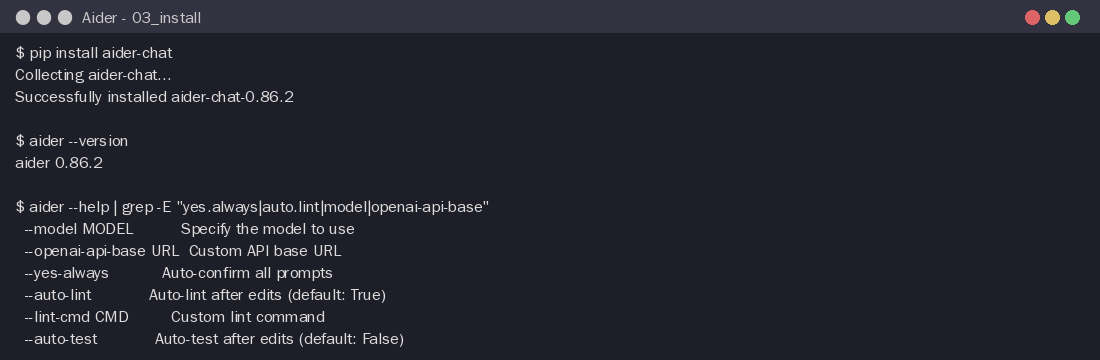 Aider - 03_install
$ pip install aider-chat
Collecting aider-chat...
Successfully installed aider-chat-0.86.2
$ aider --version
aider 0.86.2
$ aider --help | grep -E "yes.always|auto.lint|model|openai-api-base"
--model MODEL Specify the model to use
--openai-api-base URL Custom API base URL
--yes-always Auto-confirm all prompts
--auto-lint Auto-lint after edits (default: True)
--lint-cmd CMD Custom lint command
--auto-test Auto-test after edits (default: False)